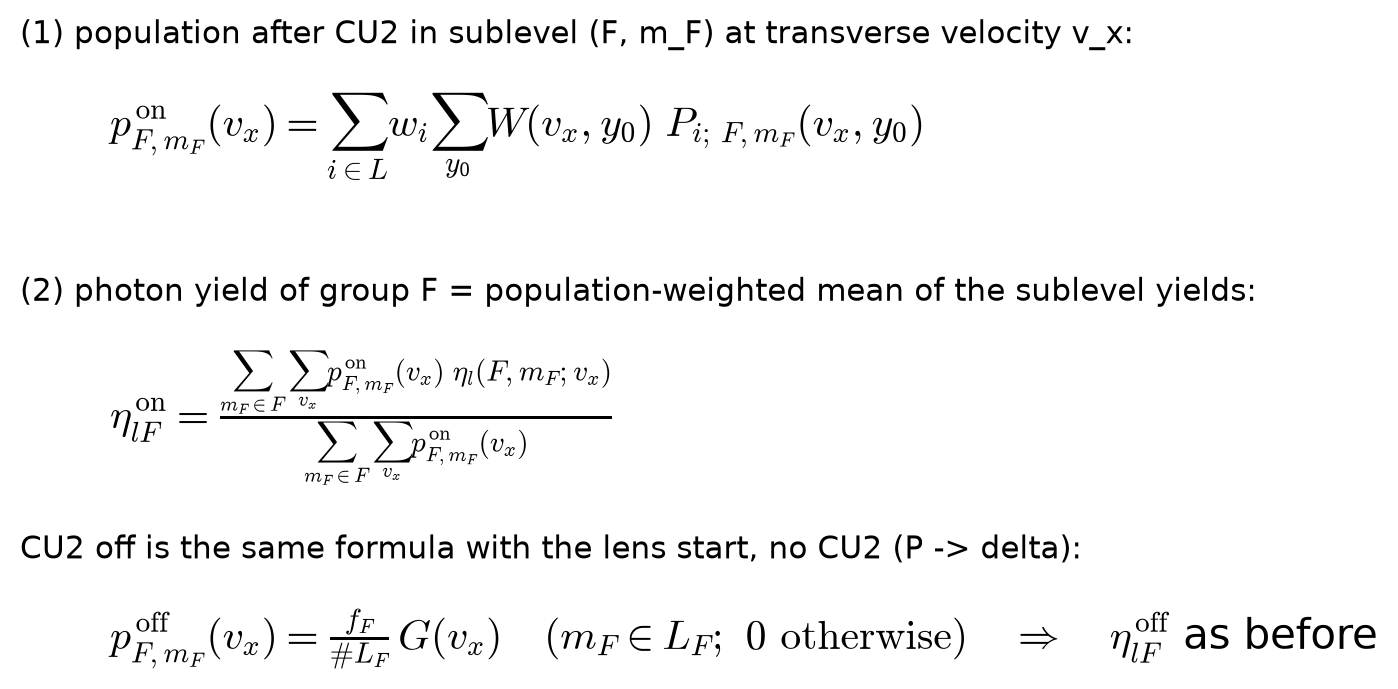 (1) population after CU2 in sublevel (F, m_F) at transverse velocity v_x:
p^{on}_{F, m_F}(v_x) = \sum_{i \in L} w_i \sum_{y_0} W(v_x, y_0) P_{i; F, m_F}(v_x, y_0)
(2) photon yield of group F = population-weighted mean of the sublevel yields:
\eta^{on}_{lF} = \frac{\sum_{m_F \in F} \sum_{v_x} p^{on}_{F, m_F}(v_x) \eta_l(F, m_F; v_x)}{\sum_{m_F \in F} \sum_{v_x} p^{on}_{F, m_F}(v_x)}
CU2 off is the same formula with the lens start, no CU2 (P -> delta):
p^{off}_{F, m_F}(v_x) = \frac{f_F}{\#L_F} G(v_x) (m_F \in L_F; 0 otherwise) ⇒ \eta^{off}_{lF} as before